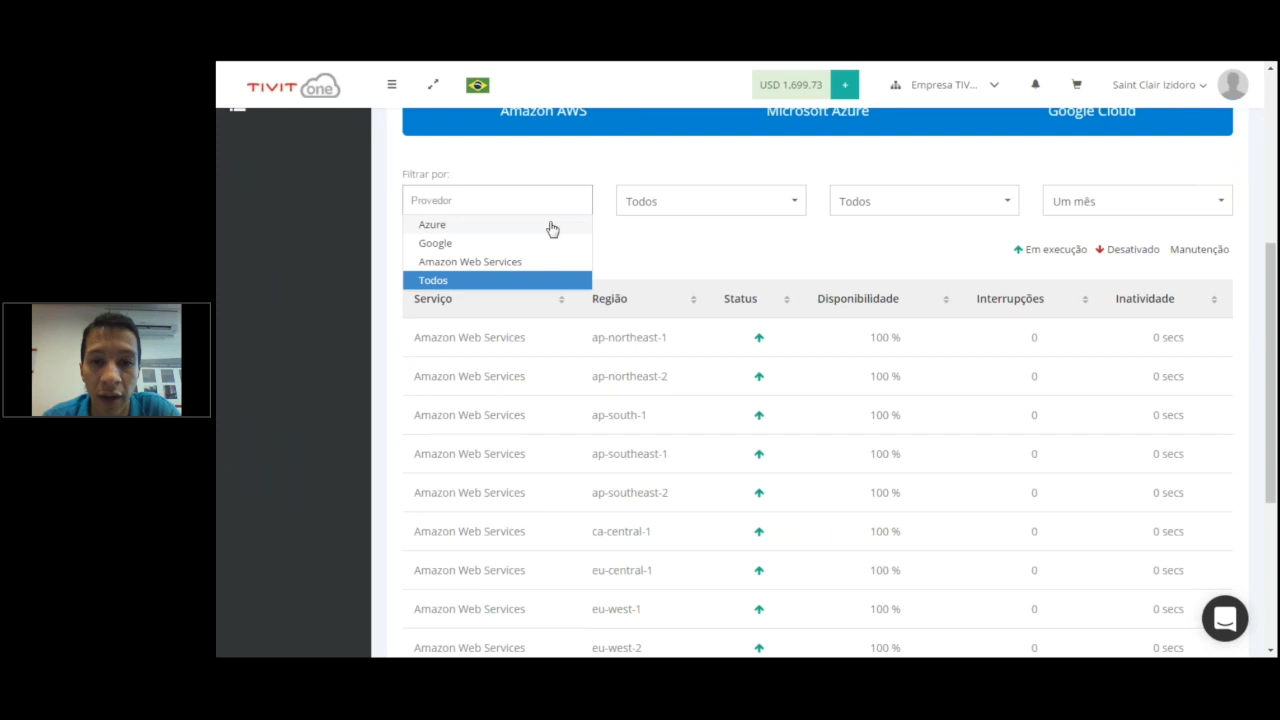 TIVIT one
USD 1,699.73 +
Empresa TIV...
Saint Clair Izidoro
Amazon AWS Microsoft Azure Google Cloud
Filtrar por:
Provedor Todos Todos Um mês
Azure
Google
Amazon Web Services
Todos
Em execução Desativado Manutenção
Serviço Região Status Disponibilidade Interrupções Inatividade
Amazon Web Services ap-northeast-1 100 % 0 0 secs
Amazon Web Services ap-northeast-2 100 % 0 0 secs
Amazon Web Services ap-south-1 100 % 0 0 secs
Amazon Web Services ap-southeast-1 100 % 0 0 secs
Amazon Web Services ap-southeast-2 100 % 0 0 secs
Amazon Web Services ca-central-1 100 % 0 0 secs
Amazon Web Services eu-central-1 100 % 0 0 secs
Amazon Web Services eu-west-1 100 % 0 0 secs
Amazon Web Services eu-west-2 100 % 0 0 secs